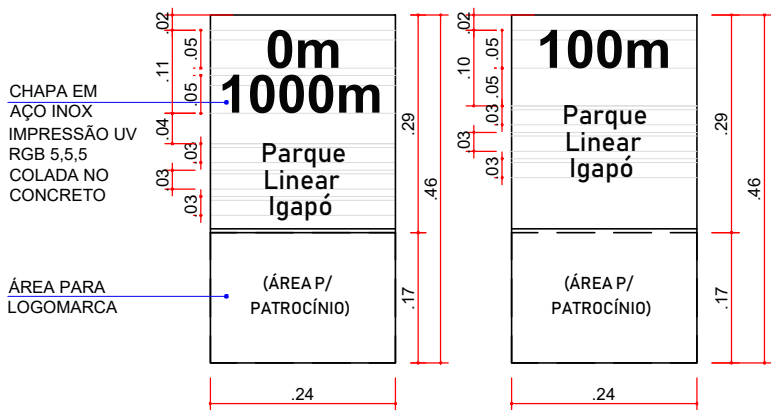 CHAPA EM
AÇO INOX
IMPRESSÃO UV
RGB 5,5,5
COLADA NO
CONCRETO
ÁREA PARA
LOGOMARCA
.02
.11
.04
.03
.05
.05
.03
.03
0m
1000m
Parque
Linear
Igapó
(ÁREA P/
PATROCÍNIO)
.29
.17
.46
.24
.02
.10
.03
.05
.05
.03
.03
100m
Parque
Linear
Igapó
(ÁREA P/
PATROCÍNIO)
.29
.17
.46
.24